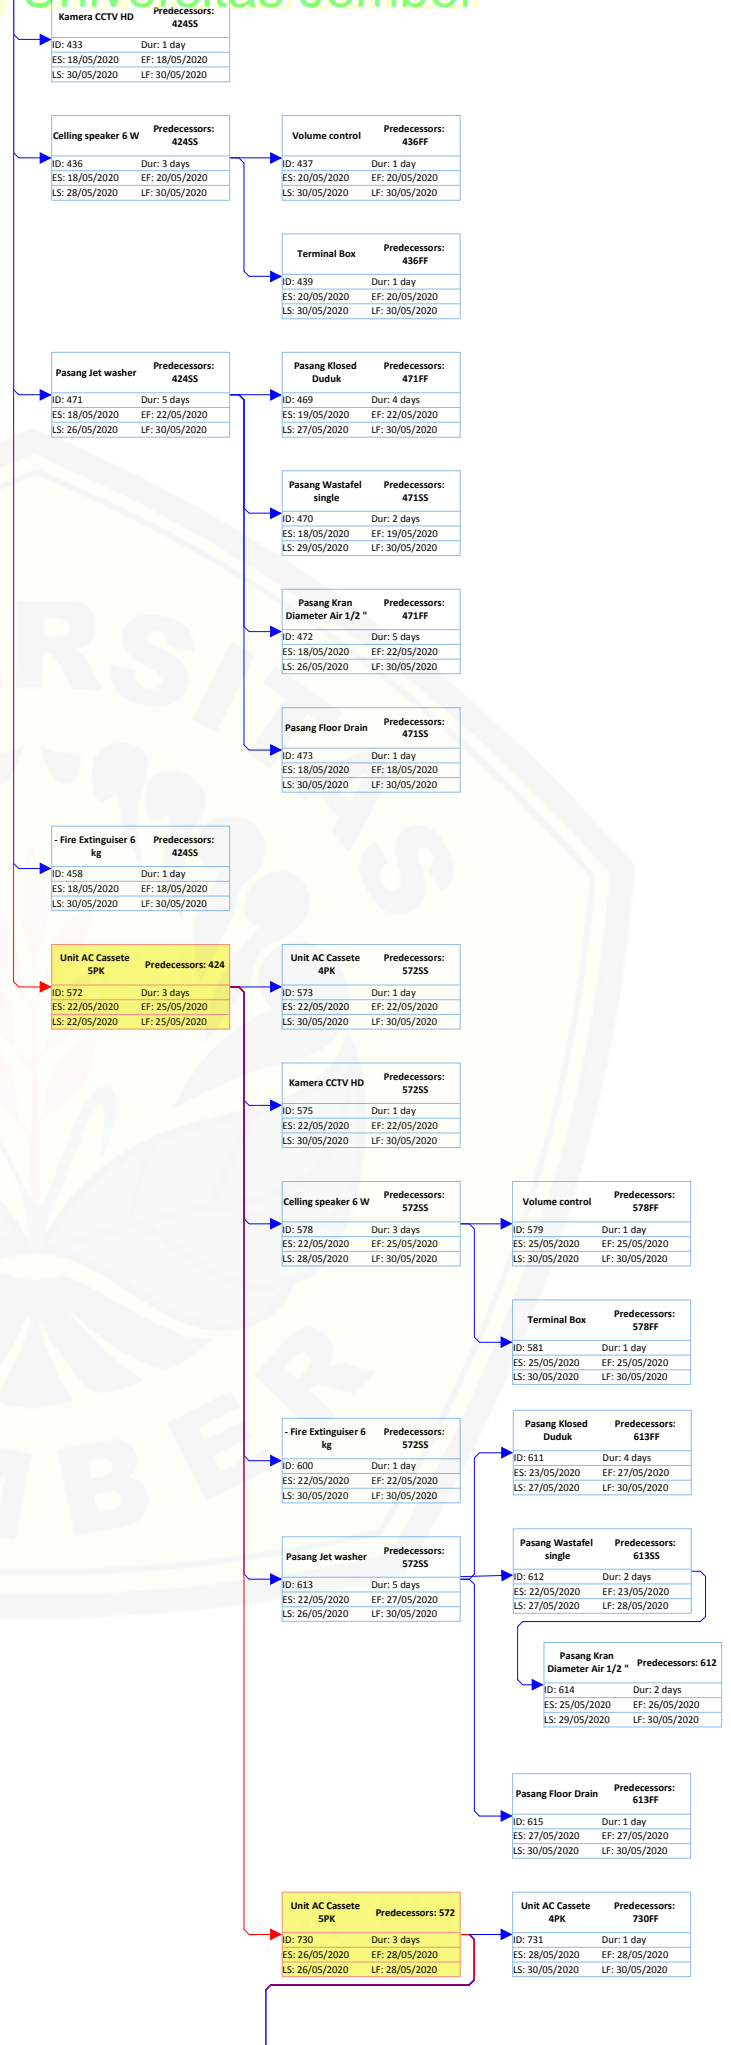 Universitas Jember
Kamera CCTV HD
Predecessors:
424SS
ID: 433 Dur: 1 day
ES: 18/05/2020 EF: 18/05/2020
LS: 30/05/2020 LF: 30/05/2020
Celling speaker 6 W
Predecessors:
424SS
ID: 436 Dur: 3 days
ES: 18/05/2020 EF: 20/05/2020
LS: 28/05/2020 LF: 30/05/2020
Volume control
Predecessors:
436FF
ID: 437 Dur: 1 day
ES: 20/05/2020 EF: 20/05/2020
LS: 30/05/2020 LF: 30/05/2020
Terminal Box
Predecessors:
436FF
ID: 439 Dur: 1 day
ES: 20/05/2020 EF: 20/05/2020
LS: 30/05/2020 LF: 30/05/2020
Pasang Jet washer
Predecessors:
424SS
ID: 471 Dur: 5 days
ES: 18/05/2020 EF: 22/05/2020
LS: 26/05/2020 LF: 30/05/2020
Pasang Klosed
Duduk
Predecessors:
471FF
ID: 469 Dur: 4 days
ES: 19/05/2020 EF: 22/05/2020
LS: 27/05/2020 LF: 30/05/2020
Pasang Wastafel
single
Predecessors:
471SS
ID: 470 Dur: 2 days
ES: 18/05/2020 EF: 19/05/2020
LS: 29/05/2020 LF: 30/05/2020
Pasang Kran
Diameter Air 1/2 "
Predecessors:
471FF
ID: 472 Dur: 5 days
ES: 18/05/2020 EF: 22/05/2020
LS: 26/05/2020 LF: 30/05/2020
Pasang Floor Drain
Predecessors:
471SS
ID: 473 Dur: 1 day
ES: 18/05/2020 EF: 18/05/2020
LS: 30/05/2020 LF: 30/05/2020
- Fire Extinguiser 6
kg
Predecessors:
424SS
ID: 458 Dur: 1 day
ES: 18/05/2020 EF: 18/05/2020
LS: 30/05/2020 LF: 30/05/2020
Unit AC Cassete
5PK
Predecessors: 424
ID: 572 Dur: 3 days
ES: 22/05/2020 EF: 25/05/2020
LS: 22/05/2020 LF: 25/05/2020
Unit AC Cassete
4PK
Predecessors:
572SS
ID: 573 Dur: 1 day
ES: 22/05/2020 EF: 22/05/2020
LS: 30/05/2020 LF: 30/05/2020
Kamera CCTV HD
Predecessors:
572SS
ID: 575 Dur: 1 day
ES: 22/05/2020 EF: 22/05/2020
LS: 30/05/2020 LF: 30/05/2020
Celling speaker 6 W
Predecessors:
572SS
ID: 578 Dur: 3 days
ES: 22/05/2020 EF: 25/05/2020
LS: 28/05/2020 LF: 30/05/2020
Volume control
Predecessors:
578FF
ID: 579 Dur: 1 day
ES: 25/05/2020 EF: 25/05/2020
LS: 30/05/2020 LF: 30/05/2020
Terminal Box
Predecessors:
578FF
ID: 581 Dur: 1 day
ES: 25/05/2020 EF: 25/05/2020
LS: 30/05/2020 LF: 30/05/2020
- Fire Extinguiser 6
kg
Predecessors:
572SS
ID: 600 Dur: 1 day
ES: 22/05/2020 EF: 22/05/2020
LS: 30/05/2020 LF: 30/05/2020
Pasang Klosed
Duduk
Predecessors:
613FF
ID: 611 Dur: 4 days
ES: 23/05/2020 EF: 27/05/2020
LS: 27/05/2020 LF: 30/05/2020
Pasang Jet washer
Predecessors:
572SS
ID: 613 Dur: 5 days
ES: 22/05/2020 EF: 27/05/2020
LS: 26/05/2020 LF: 30/05/2020
Pasang Wastafel
single
Predecessors:
613SS
ID: 612 Dur: 2 days
ES: 22/05/2020 EF: 23/05/2020
LS: 27/05/2020 LF: 28/05/2020
Pasang Kran
Diameter Air 1/2 "
Predecessors: 612
ID: 614 Dur: 2 days
ES: 25/05/2020 EF: 26/05/2020
LS: 29/05/2020 LF: 30/05/2020
Pasang Floor Drain
Predecessors:
613FF
ID: 615 Dur: 1 day
ES: 27/05/2020 EF: 27/05/2020
LS: 30/05/2020 LF: 30/05/2020
Unit AC Cassete
5PK
Predecessors: 572
ID: 730 Dur: 3 days
ES: 26/05/2020 EF: 28/05/2020
LS: 26/05/2020 LF: 28/05/2020
Unit AC Cassete
4PK
Predecessors:
730FF
ID: 731 Dur: 1 day
ES: 28/05/2020 EF: 28/05/2020
LS: 30/05/2020 LF: 30/05/2020